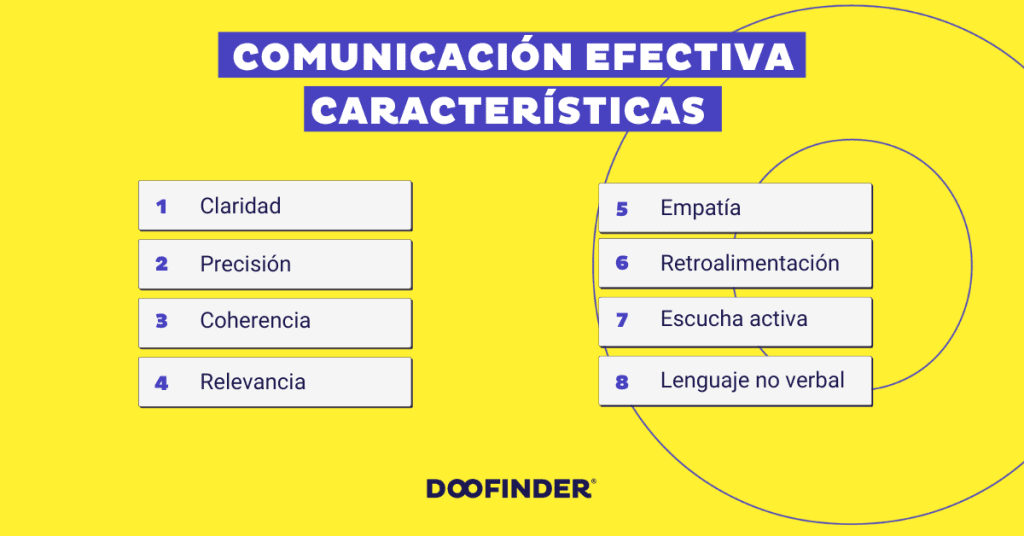 COMUNICACIÓN EFECTIVA
CARACTERÍSTICAS
1 Claridad
2 Precisión
3 Coherencia
4 Relevancia
5 Empatía
6 Retroalimentación
7 Escucha activa
8 Lenguaje no verbal
DOOFINDER®